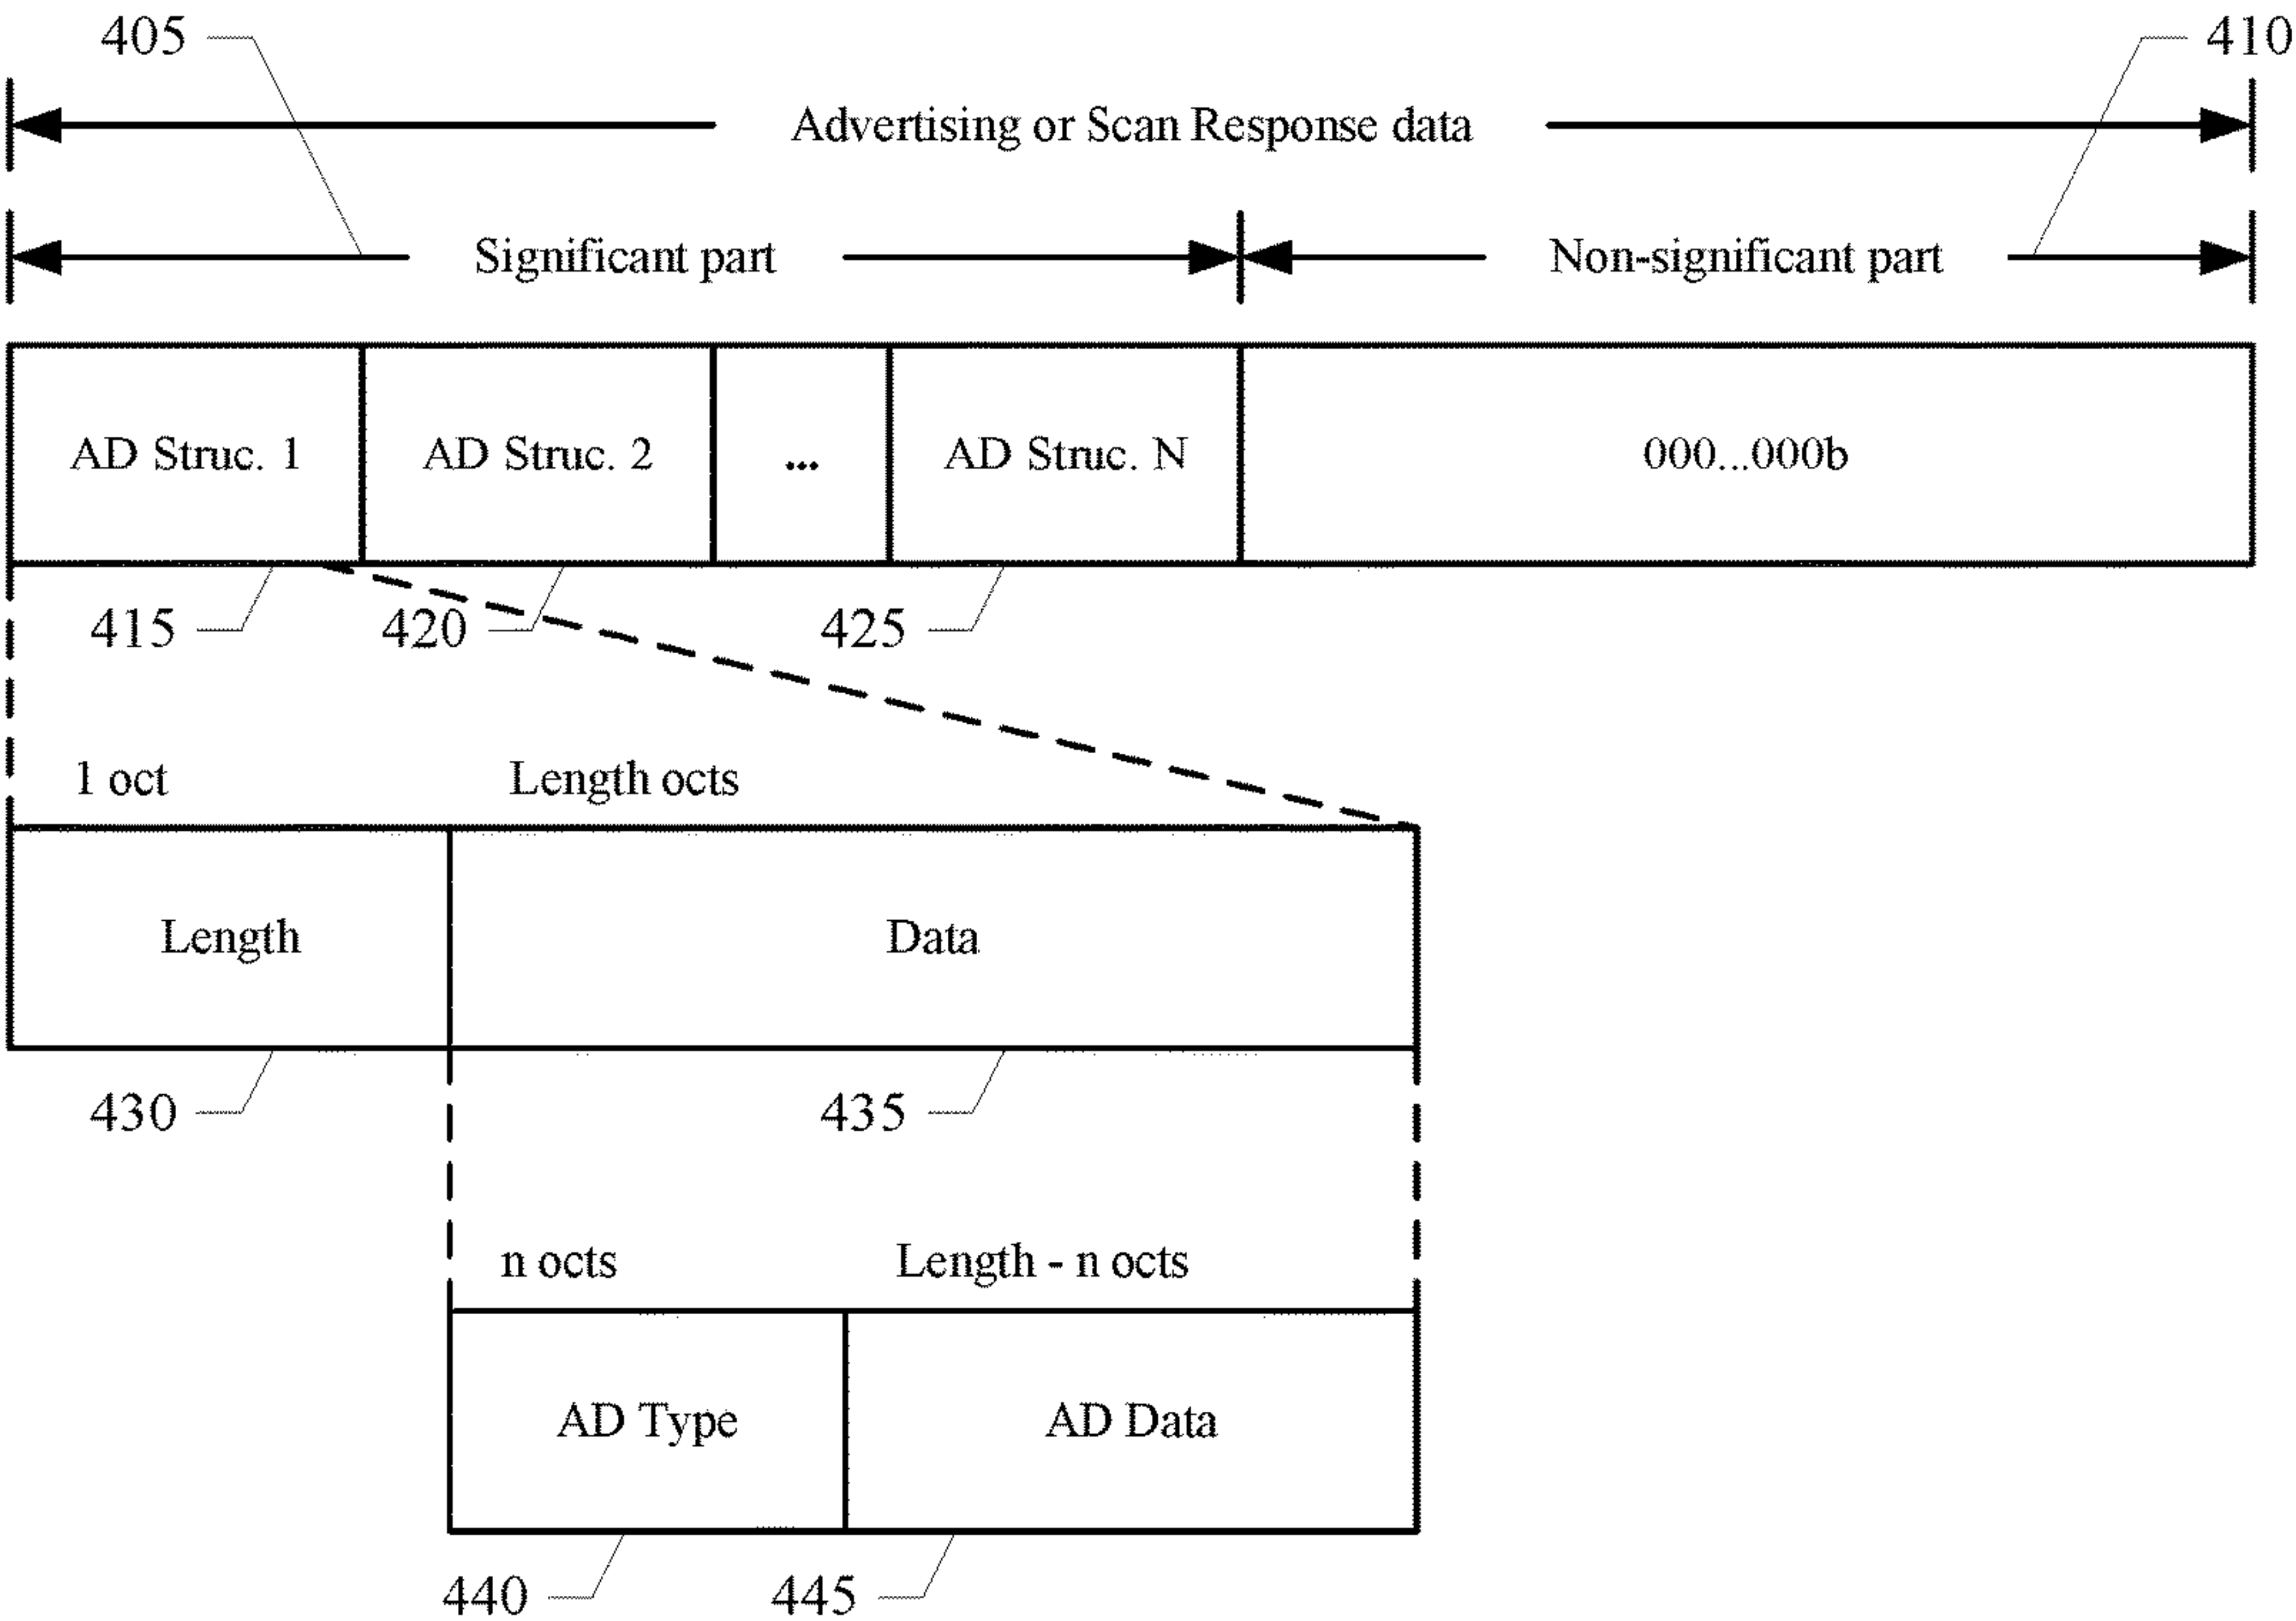 405
410
Advertising or Scan Response data
Significant part
Non-significant part
AD Struc. 1
AD Struc. 2
...
AD Struc. N
000...000b
415
420
425
1 oct
Length octs
Length
Data
430
435
n octs
Length - n octs
AD Type
AD Data
440
445